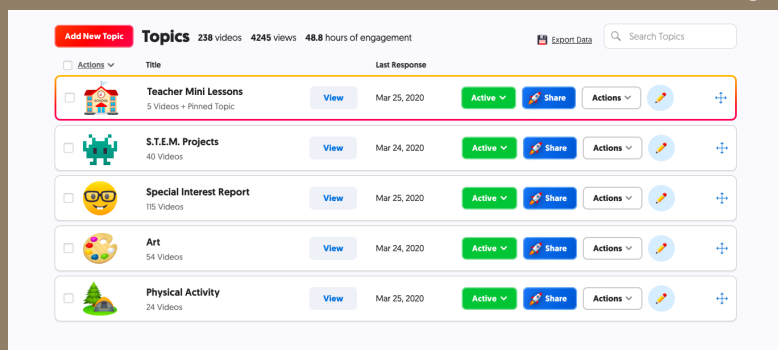 Add New Topic Topics 238 videos 4245 views 48.8 hours of engagement Export Data Search Topics
Actions Title Last Response
Teacher Mini Lessons
5 Videos + Pinned Topic
View Mar 25, 2020 Active Share Actions
S.T.E.M. Projects
40 Videos
View Mar 24, 2020 Active Share Actions
Special Interest Report
115 Videos
View Mar 25, 2020 Active Share Actions
Art
54 Videos
View Mar 24, 2020 Active Share Actions
Physical Activity
24 Videos
View Mar 25, 2020 Active Share Actions